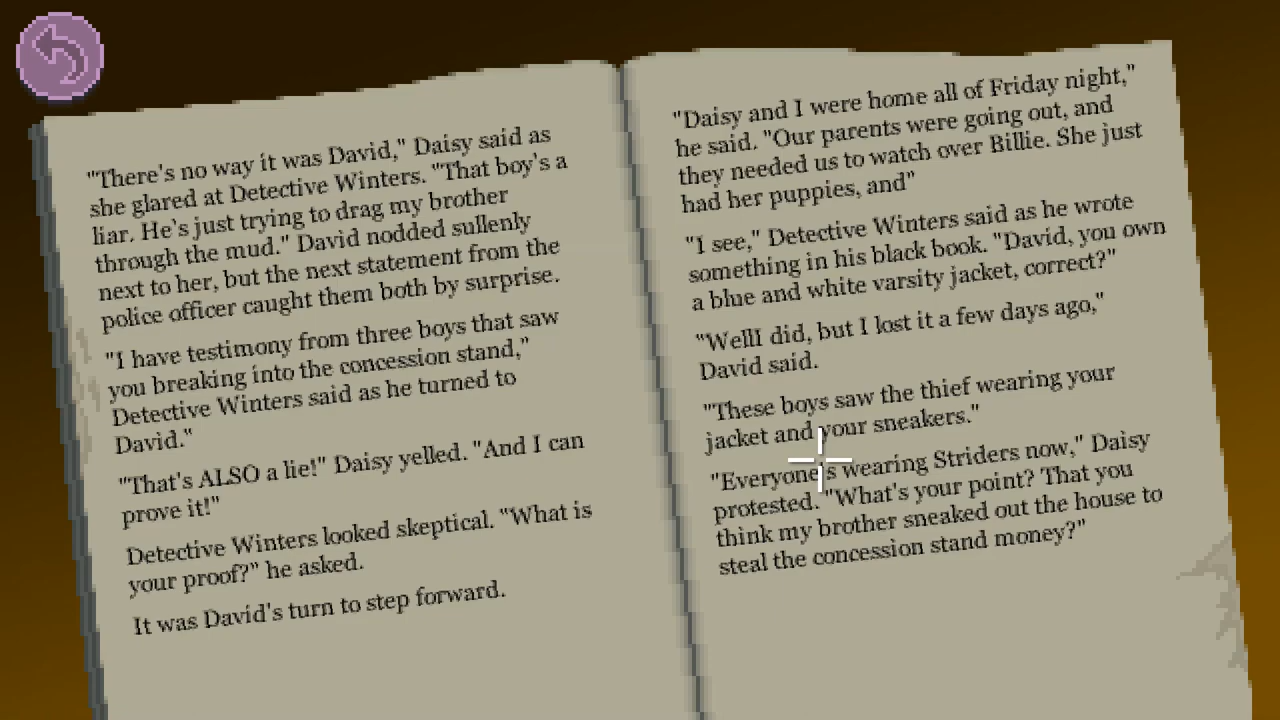 "There's no way it was David," Daisy said as
she glared at Detective Winters. "That boy's a
liar. He's just trying to drag my brother
through the mud." David nodded sullenly
next to her, but the next statement from the
police officer caught them both by surprise.
"I have testimony from three boys that saw
you breaking into the concession stand,"
Detective Winters said as he turned to
David."
"That's ALSO a lie!" Daisy yelled. "And I can
prove it!"
Detective Winters looked skeptical. "What is
your proof?" he asked.
It was David's turn to step forward.
"Daisy and I were home all of Friday night,"
he said. "Our parents were going out, and
they needed us to watch over Billie. She just
had her puppies, and"
"I see," Detective Winters said as he wrote
something in his black book. "David, you own
a blue and white varsity jacket, correct?"
"WellI did, but I lost it a few days ago,"
David said.
"These boys saw the thief wearing your
jacket and your sneakers."
"Everyone's wearing Striders now," Daisy
protested. "What's your point? That you
think my brother sneaked out the house to
steal the concession stand money?"